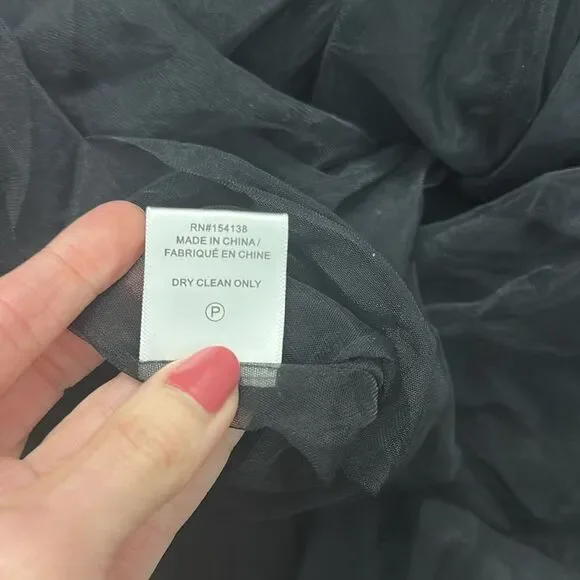 RN#154138
MADE IN CHINA/
FABRIQUÉ EN CHINE
DRY CLEAN ONLY
P